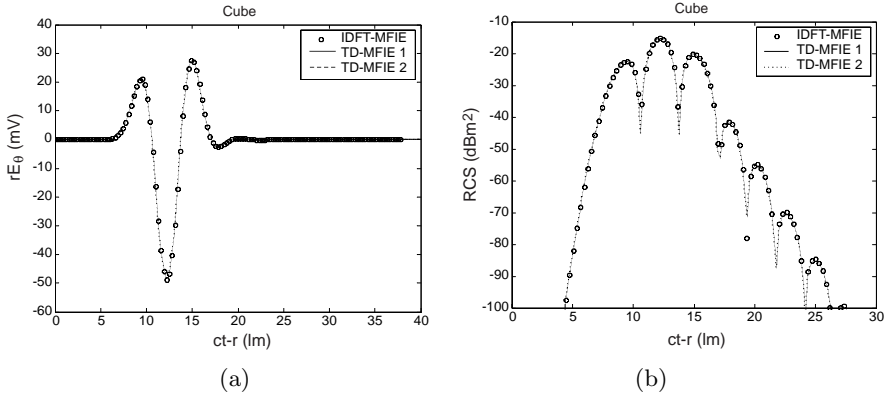 Cube
IDFT-MFIE
TD-MFIE 1
TD-MFIE 2
40
30
20
10
0
-10
-20
-30
-40
-50
-60
rEθ (mV)
0 5 10 15 20 25 30 35 40
ct-r (lm)
(a)
Cube
IDFT-MFIE
TD-MFIE 1
TD-MFIE 2
-10
-20
-30
-40
-50
-60
-70
-80
-90
-100
RCS (dBm2)
0 5 10 15 20 25 30
ct-r (lm)
(b)